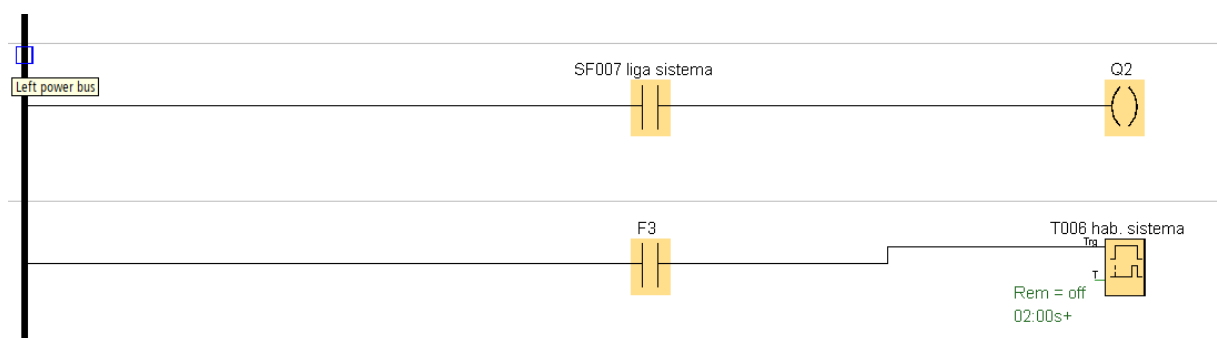 SF007 liga sistema
Q2
Left power bus
F3
T006 hab. sistema
Trg
T
Rem = off
02:00s+